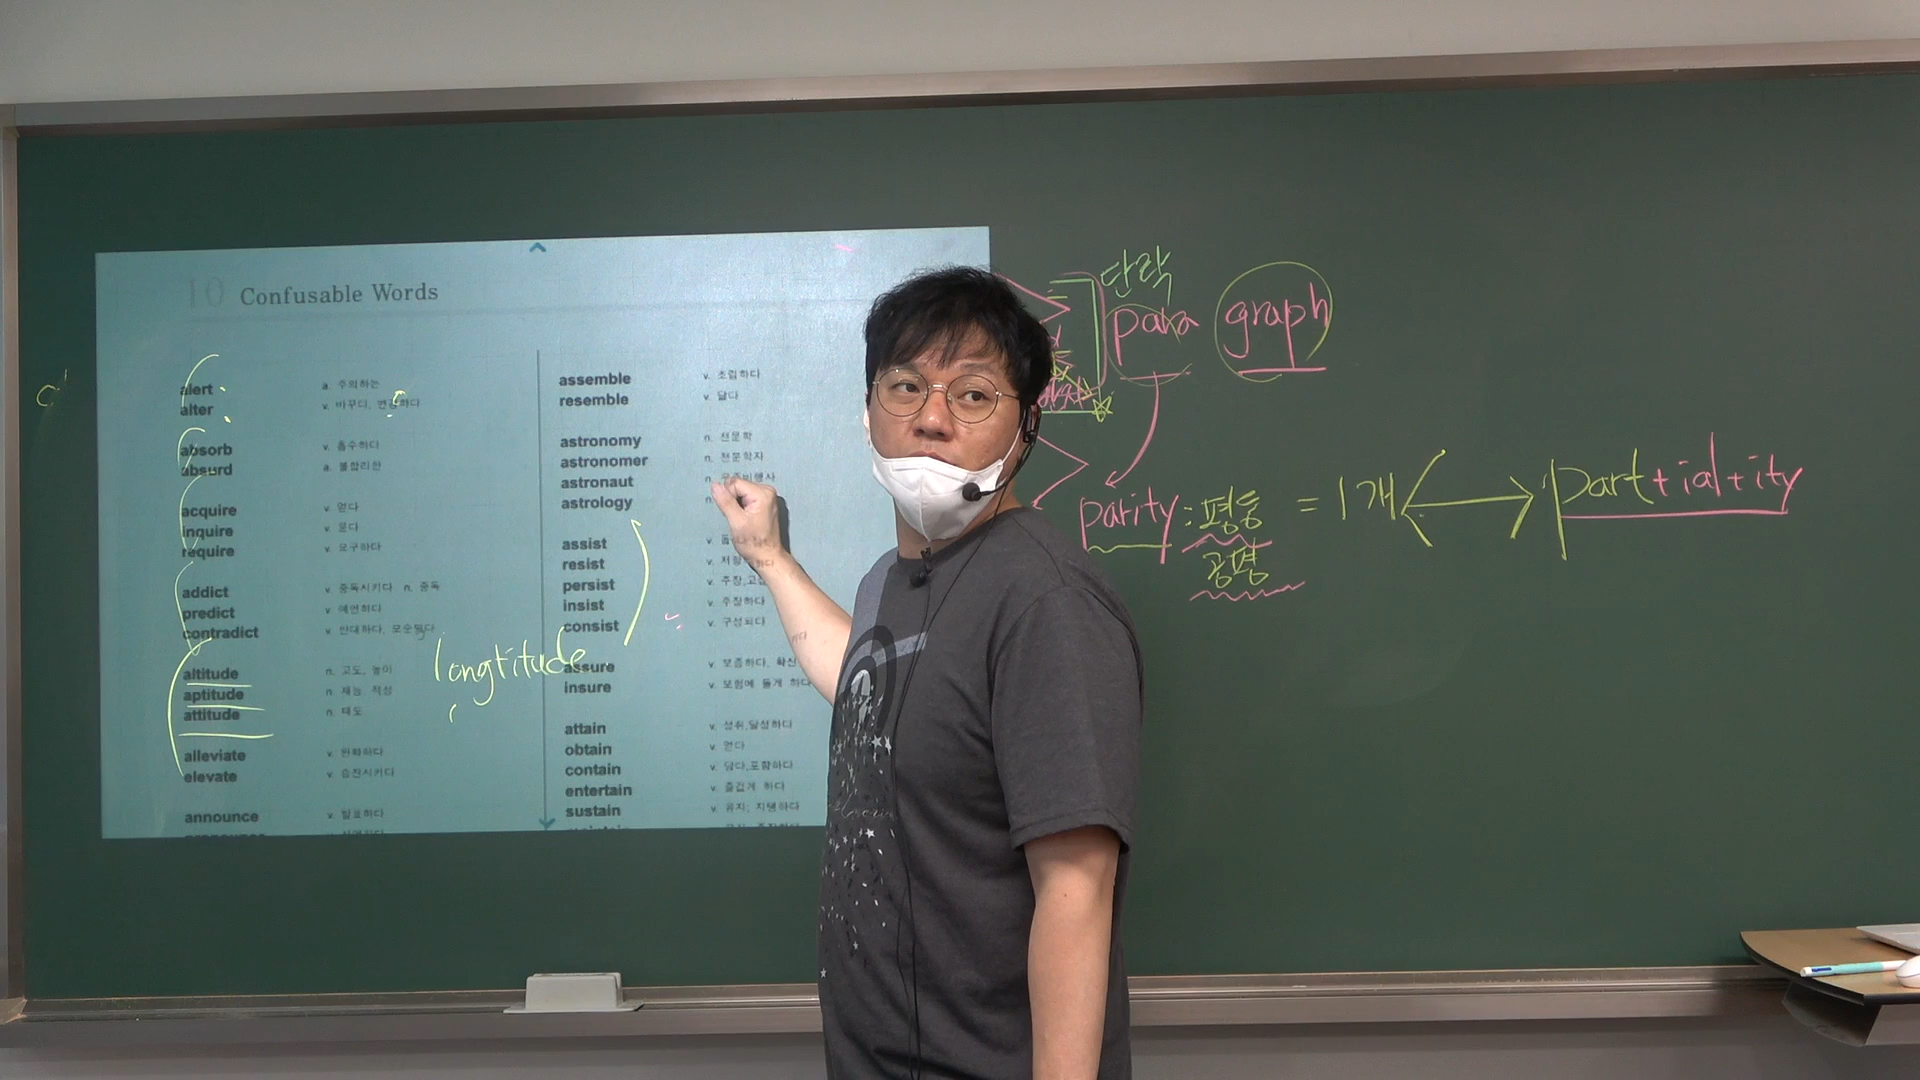 10 Confusable Words
alert a. 주의하는
alter v. 바꾸다, 변경하다
absorb v. 흡수하다
absurd a. 불합리한
acquire v. 얻다
inquire v. 묻다
require v. 요구하다
addict v. 중독시키다 n. 중독
predict v. 예언하다
contradict v. 반대하다, 모순되다
altitude n. 고도, 높이
aptitude n. 재능, 적성
attitude n. 태도
longtitude
alleviate v. 완화하다
elevate v. 승진시키다
announce v. 발표하다
assemble v. 조립하다
resemble v. 닮다
astronomy n. 천문학
astronomer n. 천문학자
astronaut n.
astrology n.
assist v.
resist v.
persist v.
insist v. 주장하다
consist v. 구성되다
assure v. 보증하다, 확신
insure v. 보험에 들게 하다
attain v. 성취,달성하다
obtain v. 얻다
contain v. 담다,포함하다
entertain v. 즐겁게 하다
sustain v. 유지; 지탱하다
단락
para graph
parity : 평등 = 1개 part+ial+ity
공평